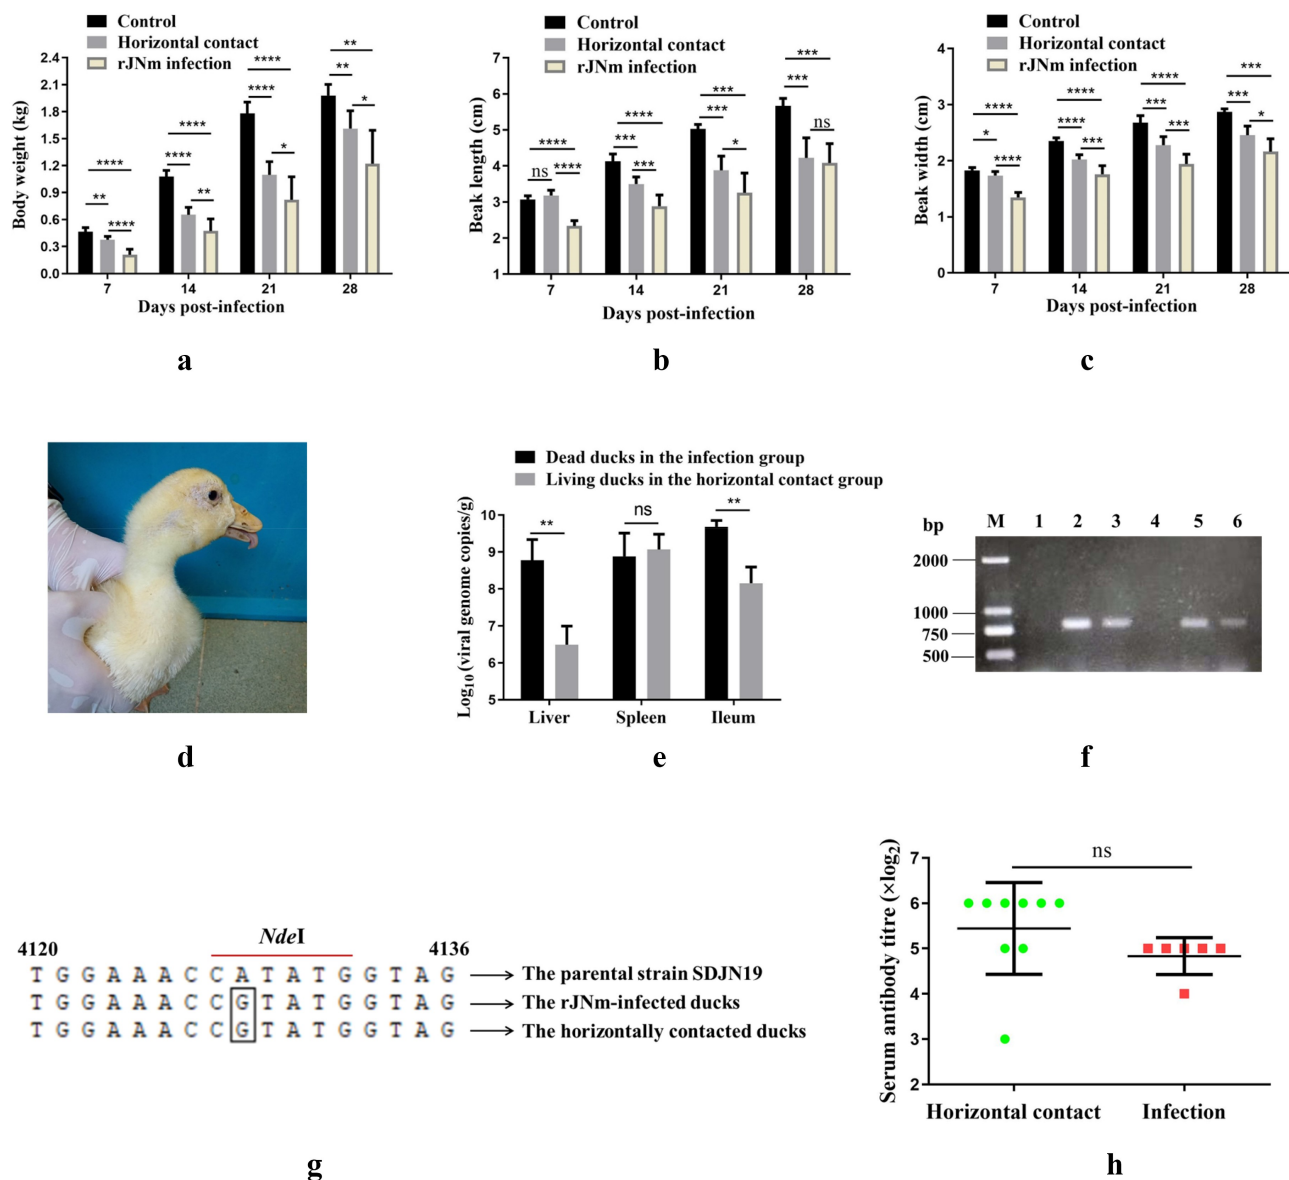 Control
Horizontal contact
rJNm infection
Body weight (kg)
2.4
2.1
1.8
1.5
1.2
0.9
0.6
0.3
0.0
**** ** ****
**** **** **
**** **** *
** ** *
7 14 21 28
Days post-infection
a
Control
Horizontal contact
rJNm infection
Beak length (cm)
7
6
5
4
3
2
1
**** ns ****
**** *** ***
*** *** *
*** *** ns
7 14 21 28
Days post-infection
b
Control
Horizontal contact
rJNm infection
Beak width (cm)
4
3
2
1
0
**** * ****
**** **** ***
**** *** ***
*** *** *
7 14 21 28
Days post-infection
c
d
Dead ducks in the infection group
Living ducks in the horizontal contact group
Log10 (viral genome copies/g)
10
9
8
7
6
5
** ns **
Liver Spleen Ileum
e
bp M 1 2 3 4 5 6
2000
1000
750
500
f
NdeI
4120 4136
T G G A A A C C A T A T G G T A G The parental strain SDJN19
T G G A A A C C G T A T G G T A G The rJNm-infected ducks
T G G A A A C C G T A T G G T A G The horizontally contacted ducks
g
Serum antibody titre (×log2)
7
6
5
4
3
2
ns
Horizontal contact Infection
h